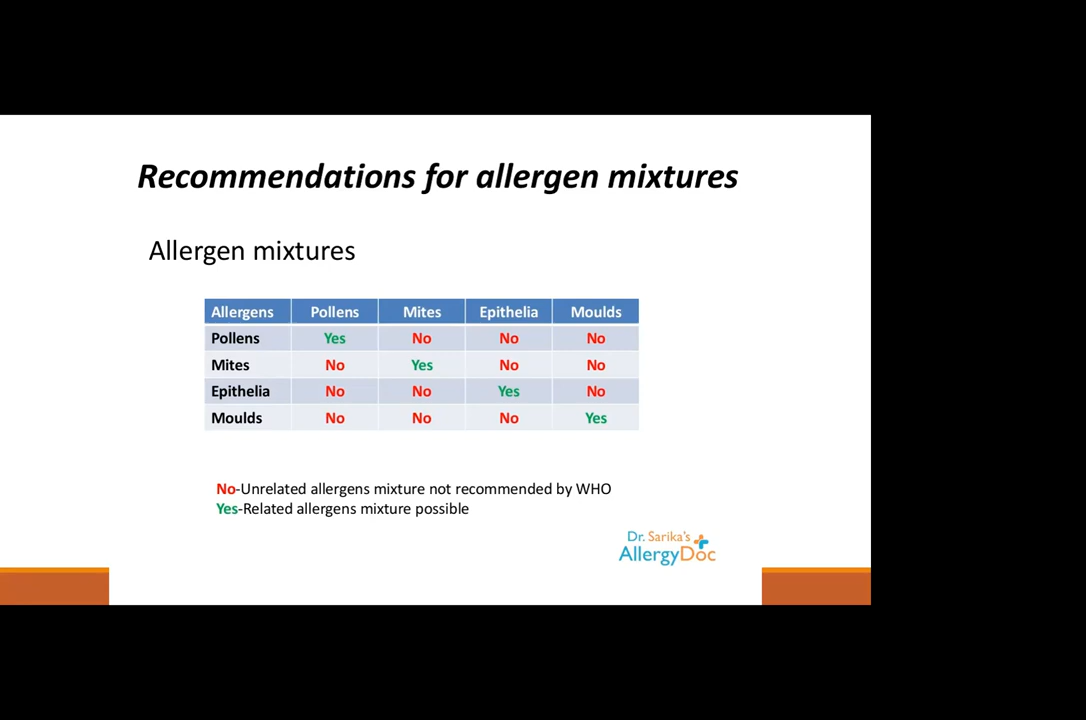 Recommendations for allergen mixtures
Allergen mixtures
Allergens Pollens Mites Epithelia Moulds
Pollens Yes No No No
Mites No Yes No No
Epithelia No No Yes No
Moulds No No No Yes
No-Unrelated allergens mixture not recommended by WHO
Yes-Related allergens mixture possible
Dr. Sarika's
AllergyDoc